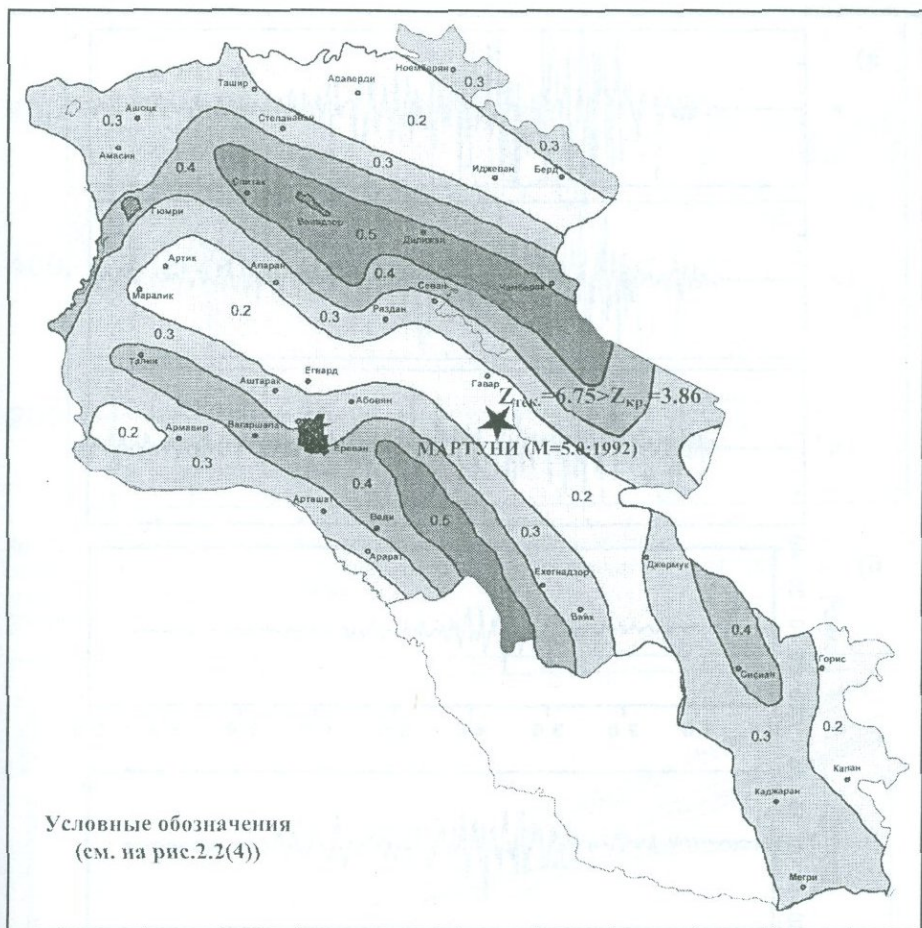 Ноемберян
0.3
Алаверди
Ташир
0.2
Ашоцк
0.3
Степанаван
Амасия
0.3
0.3
0.4
Иджеван
Берд
Спитак
Гюмри
Ванадзор
0.5
Дилижан
Артик
Апаран
0.4
Севан
Чамбарак
Маралик
0.2
0.3
Раздан
0.3
Талин
Егвард
Гавар
Аштарак
Zтек.=6.75>Zкр.=3.86
Абовян
0.2
Армавир
Вагаршапат
МАРТУНИ (М=5.0;1992)
Ереван
0.3
0.4
0.2
Арташат
0.5
Веди
0.3
Арарат
Ехегнадзор
Джермук
Вайк
0.4
Сисиан
Горис
0.2
0.3
Капан
Каджаран
Условные обозначения
(см. на рис.2.2(4))
Мегри